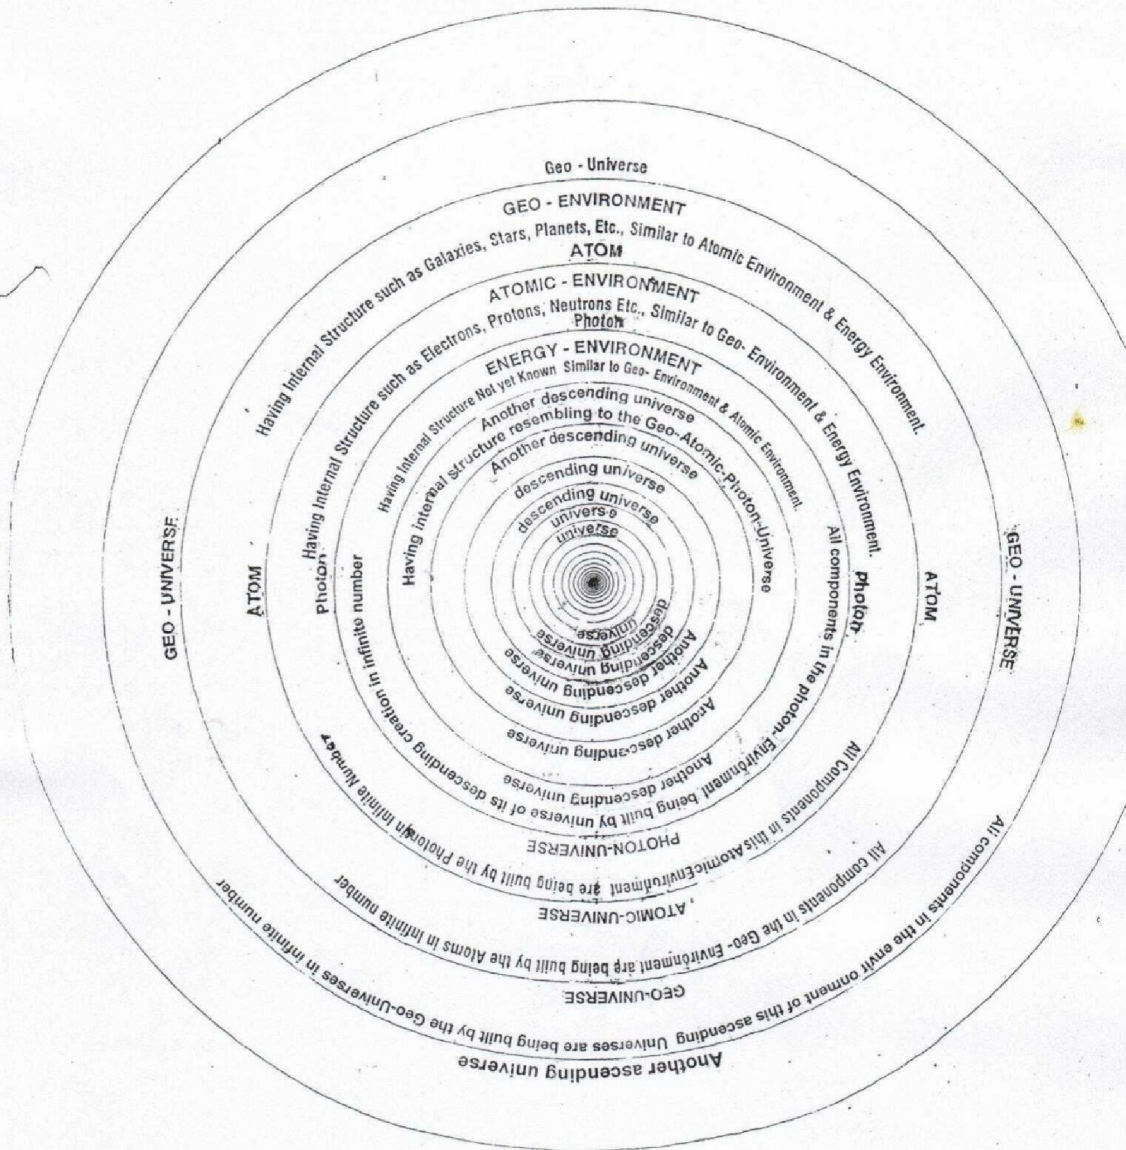 Geo - Universe
GEO - ENVIRONMENT
Having Internal Structure such as Galaxies, Stars, Planets, Etc., Similar to Atomic Environment & Energy Environment.
ATOM
ATOMIC - ENVIRONMENT
Having Internal Structure such as Electrons, Protons, Neutrons Etc., Similar to Geo- Environment & Energy Environment.
Photon
ENERGY - ENVIRONMENT
Having Internal Structure Not yet Known Similar to Geo- Environment & Atomic Environment.
Another descending universe
Having internal structure resembling to the Geo-Atomic-Photon-Universe
Another descending universe
descending universe
descending universe
universe
universe
GEO - UNIVERSE
ATOM
Photon
Photon
ATOM
GEO - UNIVERSE
universe
descending universe
descending universe
Another descending universe
Another descending universe
Another descending universe
Another descending universe
All components in the photon- Environment being built by universe of its descending creation in infinite number
PHOTON-UNIVERSE
All Components in this Atomic Environment are being built by the Photon in Infinite Number
ATOMIC-UNIVERSE
All components in the Geo- Environment are being built by the Atoms in Infinite number
GEO-UNIVERSE
All components in the envir onment of this ascending Universes are being built by the Geo-Universes in Infinite number
Another ascending universe